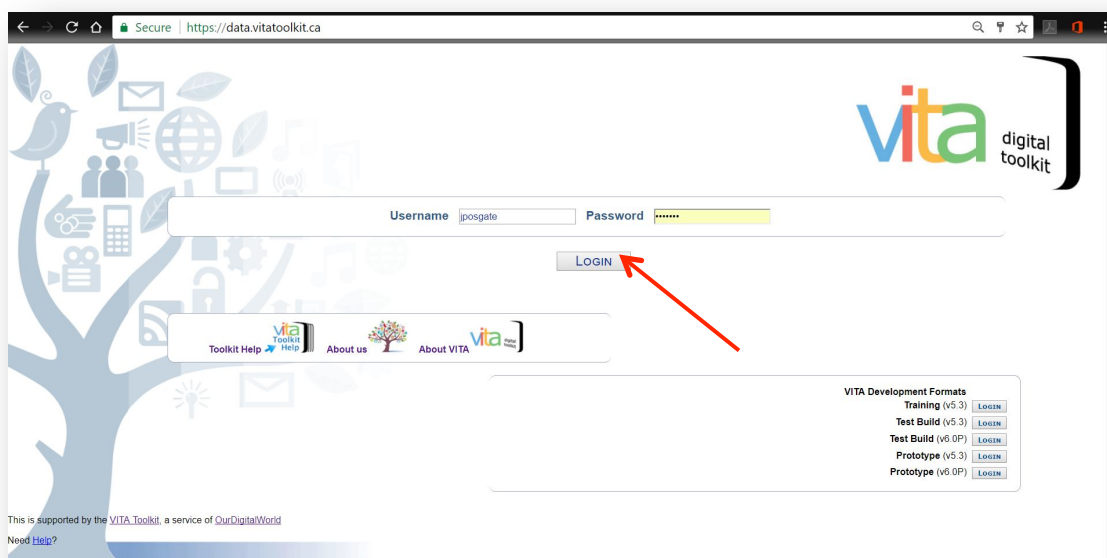 Secure | https://data.vitatoolkit.ca
vita digital toolkit
Username jposgate Password •••••••
LOGIN
Toolkit Help vita Toolkit Help About us About VITA vita digital toolkit
VITA Development Formats
Training (v5.3) LOGIN
Test Build (v5.3) LOGIN
Test Build (v6.0P) LOGIN
Prototype (v5.3) LOGIN
Prototype (v6.0P) LOGIN
This is supported by the VITA Toolkit, a service of OurDigitalWorld
Need Help?